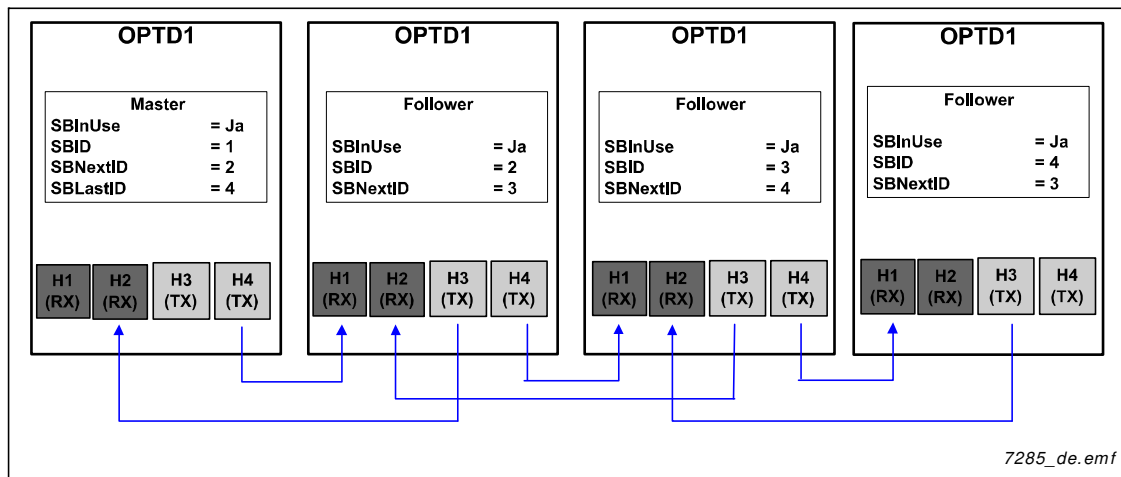 OPTD1
Master
SBInUse = Ja
SBID = 1
SBNextID = 2
SBLastID = 4
H1 (RX)
H2 (RX)
H3 (TX)
H4 (TX)
OPTD1
Follower
SBInUse = Ja
SBID = 2
SBNextID = 3
H1 (RX)
H2 (RX)
H3 (TX)
H4 (TX)
OPTD1
Follower
SBInUse = Ja
SBID = 3
SBNextID = 4
H1 (RX)
H2 (RX)
H3 (TX)
H4 (TX)
OPTD1
Follower
SBInUse = Ja
SBID = 4
SBNextID = 3
H1 (RX)
H2 (RX)
H3 (TX)
H4 (TX)
7285_de.emf